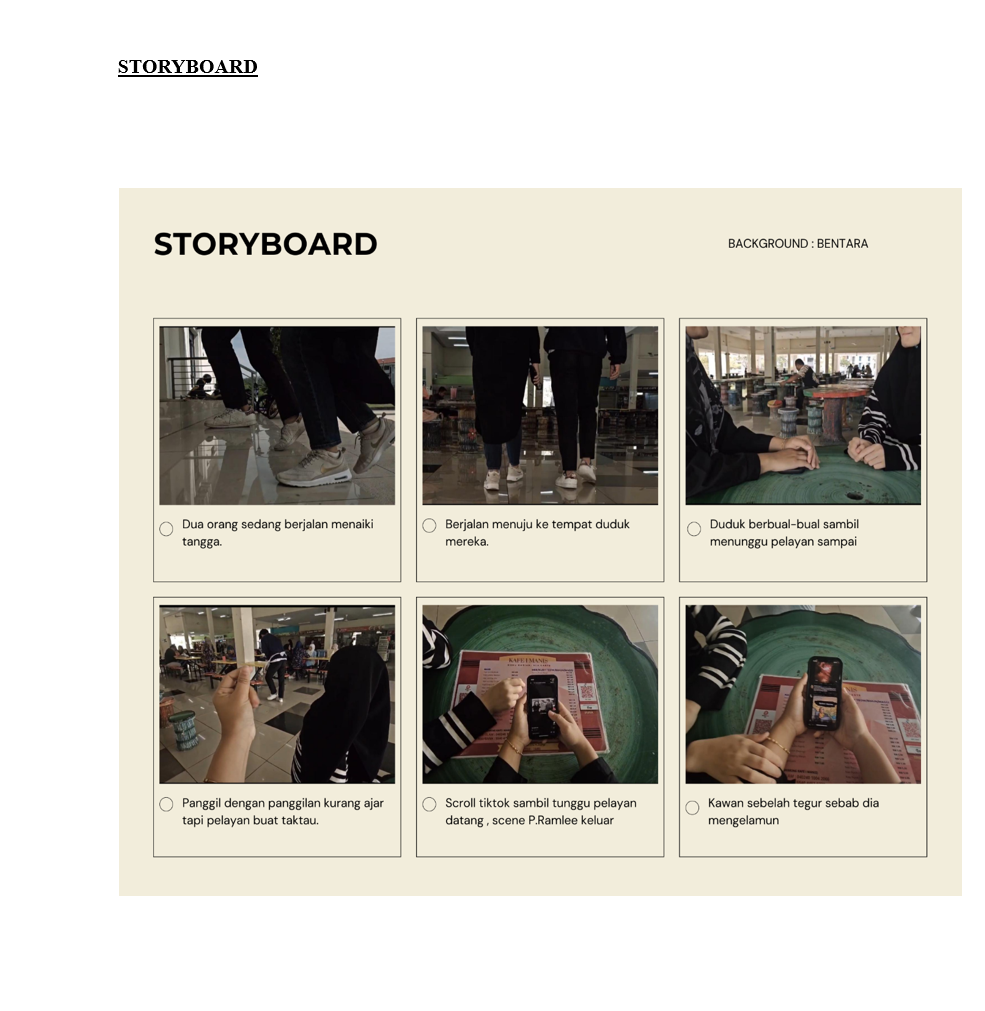 STORYBOARD
STORYBOARD
BACKGROUND : BENTARA
Dua orang sedang berjalan menaiki
tangga.
Berjalan menuju ke tempat duduk
mereka.
Duduk berbual-bual sambil
menunggu pelayan sampai
Panggil dengan panggilan kurang ajar
tapi pelayan buat taktau.
Scroll tiktok sambil tunggu pelayan
datang , scene P.Ramlee keluar
Kawan sebelah tegur sebab dia
mengelamun